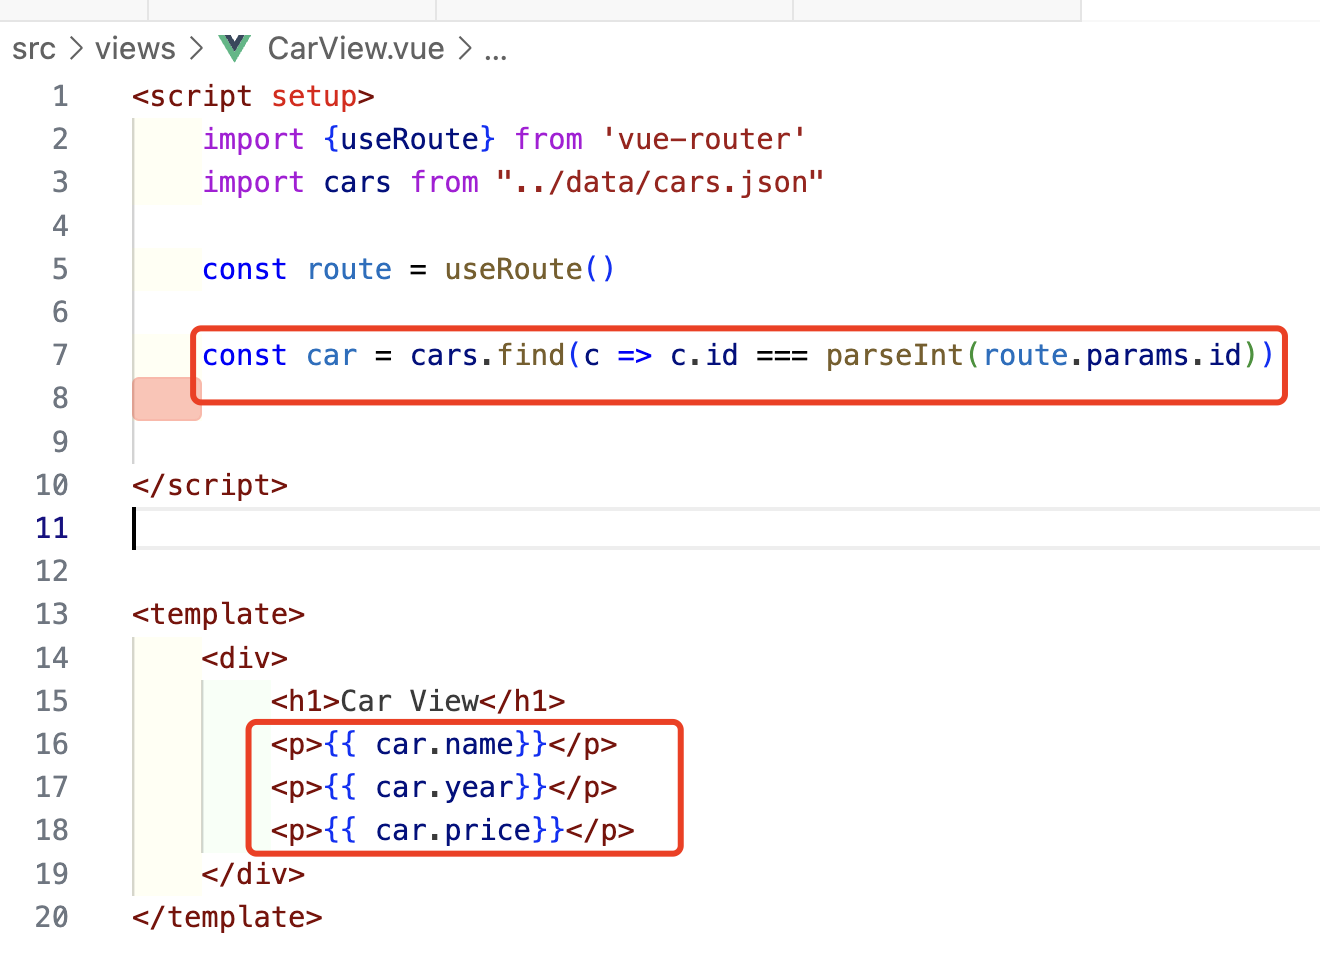 src > views > CarView.vue > ...
1 <script setup>
2 import {useRoute} from 'vue-router'
3 import cars from "../data/cars.json"
4
5 const route = useRoute()
6
7 const car = cars.find(c => c.id === parseInt(route.params.id))
8
9
10 </script>
11
12
13 <template>
14 <div>
15 <h1>Car View</h1>
16 <p>{{ car.name}}</p>
17 <p>{{ car.year}}</p>
18 <p>{{ car.price}}</p>
19 </div>
20 </template>